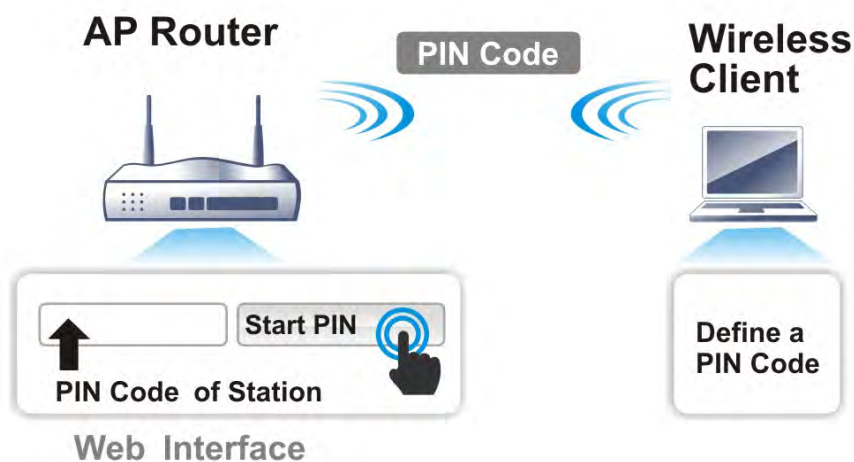 AP Router
PIN Code
Wireless
Client
Start PIN
PIN Code of Station
Define a
PIN Code
Web Interface